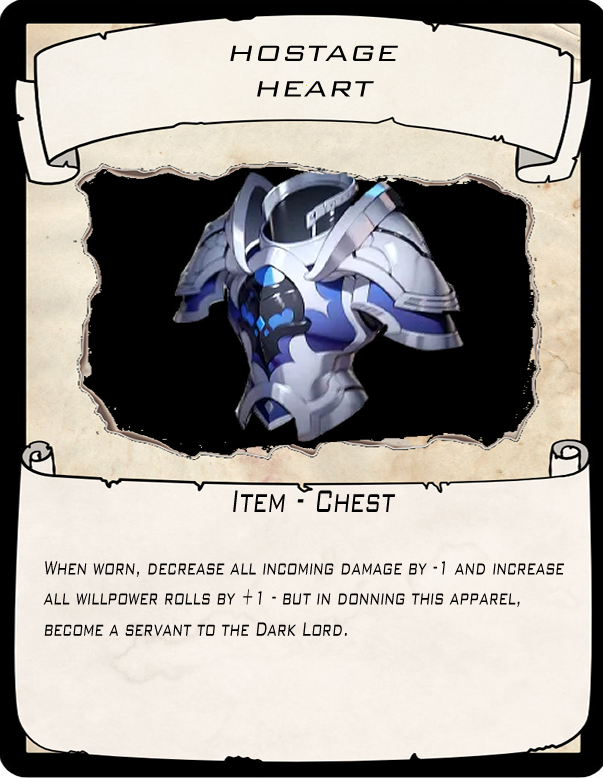 HOSTAGE
HEART
ITEM - CHEST
WHEN WORN, DECREASE ALL INCOMING DAMAGE BY -1 AND INCREASE
ALL WILLPOWER ROLLS BY +1 - BUT IN DONNING THIS APPAREL,
BECOME A SERVANT TO THE DARK LORD.